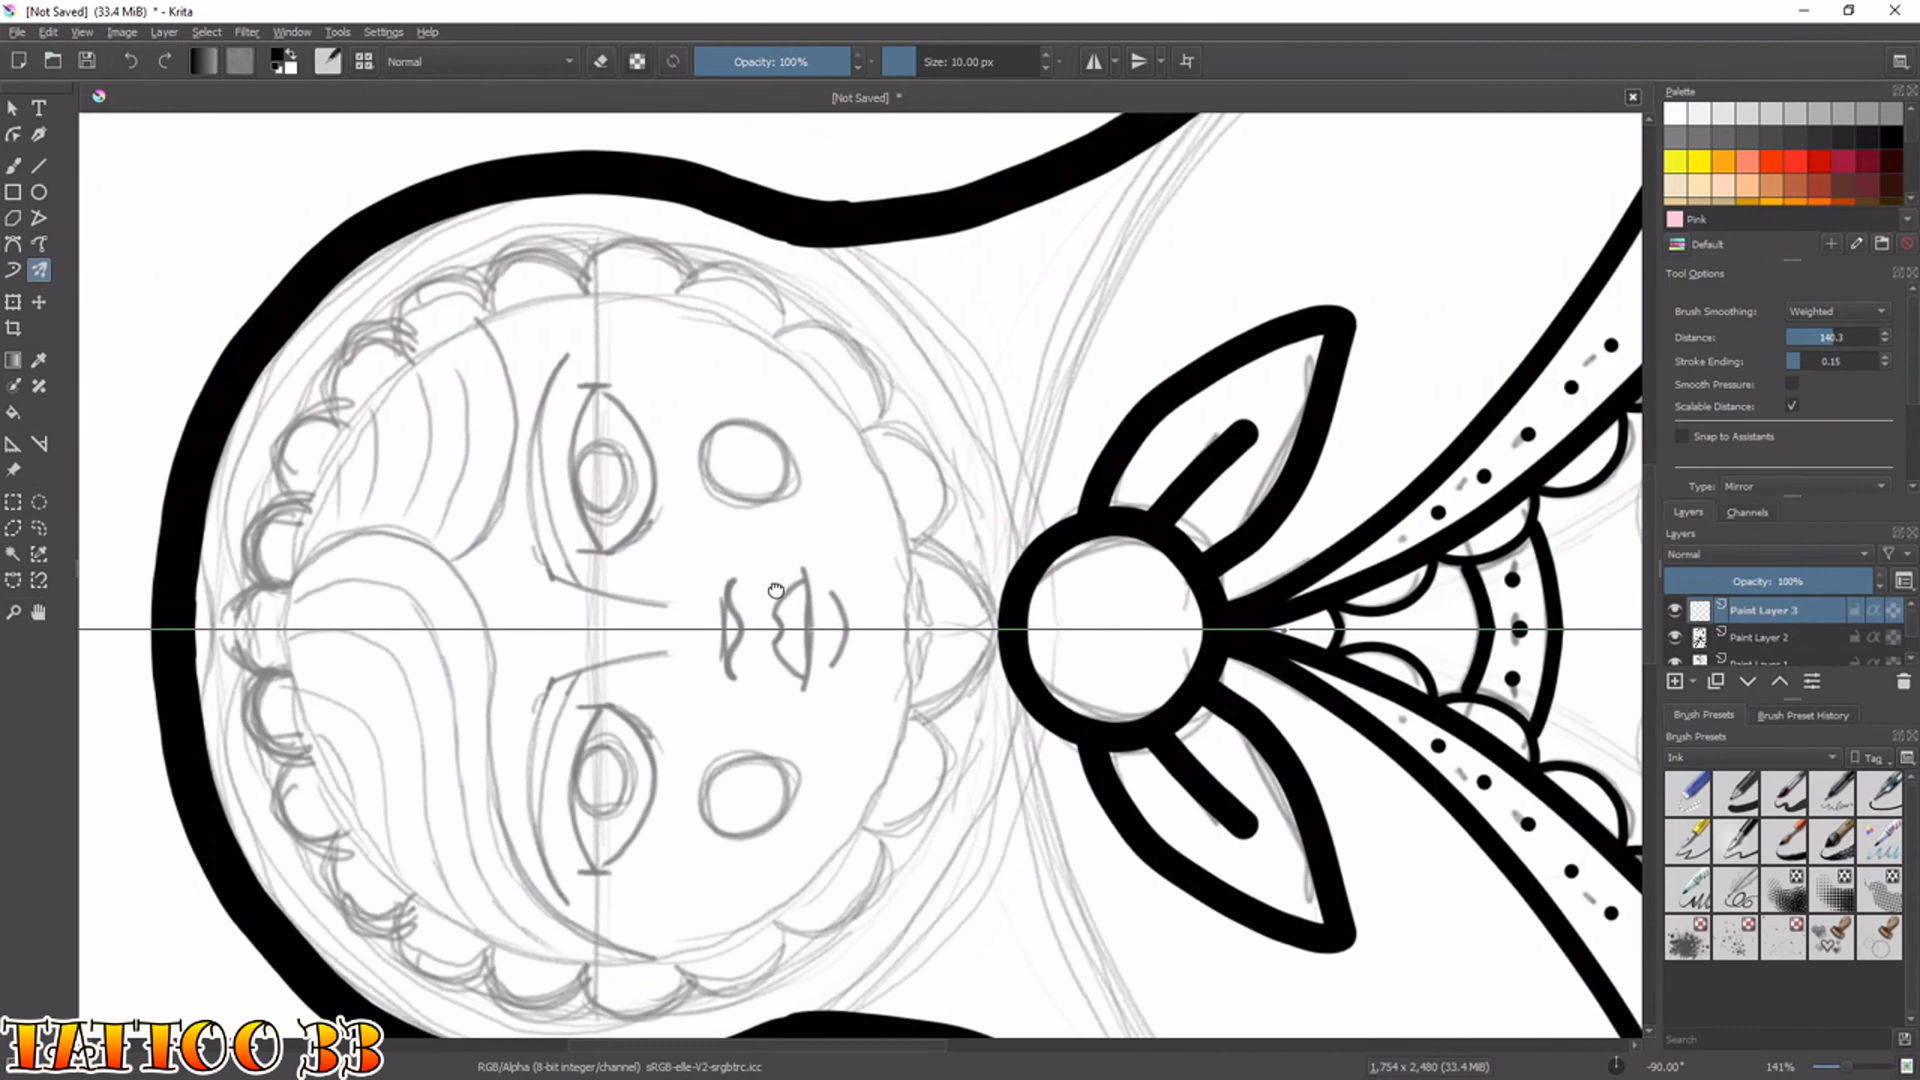 [Not Saved]  (33.4 MiB)  * - Krita
File Edit View Image Layer Select Filter Window Tools Settings Help
Normal Opacity: 100% Size: 10.00 px
[Not Saved]  *
Palette
Pink
Default
Tool Options
Brush Smoothing: Weighted
Distance: 140.3
Stroke Ending: 0.15
Smooth Pressure:
Scalable Distance: ✓
Snap to Assistants
Type: Mirror
Layers Channels
Layers
Normal
Opacity: 100%
Paint Layer 3
Paint Layer 2
Brush Presets Brush Preset History
Brush Presets
Ink Tag
Search
TATTOO 33
RGB/Alpha (8-bit integer/channel)  sRGB-elle-V2-srgbtrc.icc 1,754 x 2,480 (33.4 MiB) -90.00° 141%